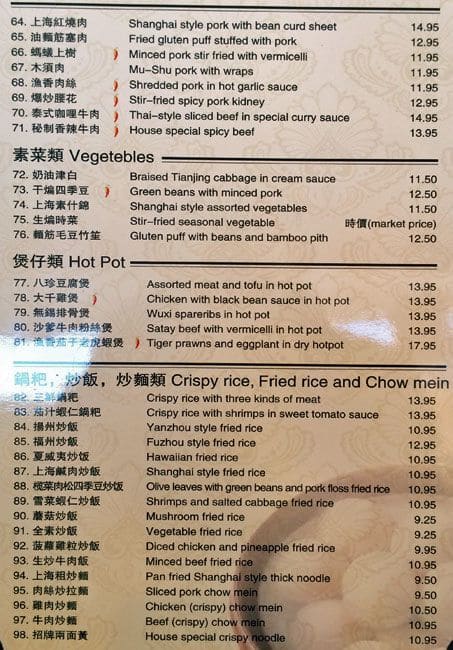 64. 上海紅燒肉 Shanghai style pork with bean curd sheet 14.95
65. 油麵筋塞肉 Fried gluten puff stuffed with pork 12.95
66. 螞蟻上樹 Minced pork stir fried with vermicelli 11.95
67. 木須肉 Mu-Shu pork with wraps 11.95
68. 漁香肉絲 Shredded pork in hot garlic sauce 11.95
69. 爆炒腰花 Stir-fried spicy pork kidney 12.95
70. 泰式咖喱牛肉 Thai-style sliced beef in special curry sauce 14.95
71. 秘制香辣牛肉 House special spicy beef 13.95
素菜類 Vegetebles
72. 奶油津白 Braised Tianjing cabbage in cream sauce 11.50
73. 干煸四季豆 Green beans with minced pork 12.50
74. 上海素什錦 Shanghai style assorted vegetables 11.50
75. 生煸時菜 Stir-fried seasonal vegetable 時價(market price)
76. 麵筋毛豆竹笙 Gluten puff with beans and bamboo pith 12.50
煲仔類 Hot Pot
77. 八珍豆腐煲 Assorted meat and tofu in hot pot 13.95
78. 大千雞煲 Chicken with black bean sauce in hot pot 13.95
79. 無錫排骨煲 Wuxi spareribs in hot pot 13.95
80. 沙爹牛肉粉絲煲 Satay beef with vermicelli in hot pot 13.95
81. 漁香茄子老虎蝦煲 Tiger prawns and eggplant in dry hotpot 17.95
鍋粑, 炒飯, 炒麵類 Crispy rice, Fried rice and Chow mein
82. 三鮮鍋粑 Crispy rice with three kinds of meat 13.95
83. 茄汁蝦仁鍋粑 Crispy rice with shrimps in sweet tomato sauce 13.95
84. 揚州炒飯 Yanzhou style fried rice 10.95
85. 福州炒飯 Fuzhou style fried rice 12.95
86. 夏威夷炒飯 Hawaiian fried rice 10.95
87. 上海鹹肉炒飯 Shanghai style fried rice 10.95
88. 榄菜肉松四季豆炒飯 Olive leaves with green beans and pork floss fried rice 10.95
89. 雪菜蝦仁炒飯 Shrimps and salted cabbage fried rice 10.95
90. 蘑菇炒飯 Mushroom fried rice 9.25
91. 全素炒飯 Vegetable fried rice 9.25
92. 菠蘿雞粒炒飯 Diced chicken and pineapple fried rice 9.95
93. 生炒牛肉飯 Minced beef fried rice 10.95
94. 上海粗炒麵 Pan fried Shanghai style thick noodle 9.50
95. 肉絲炒拉麵 Sliced pork chow mein 9.50
96. 雞肉炒麵 Chicken (crispy) chow mein 10.50
97. 牛肉炒麵 Beef (crispy) chow mein 10.95
98. 招牌兩面黃 House special crispy noodle 10.95